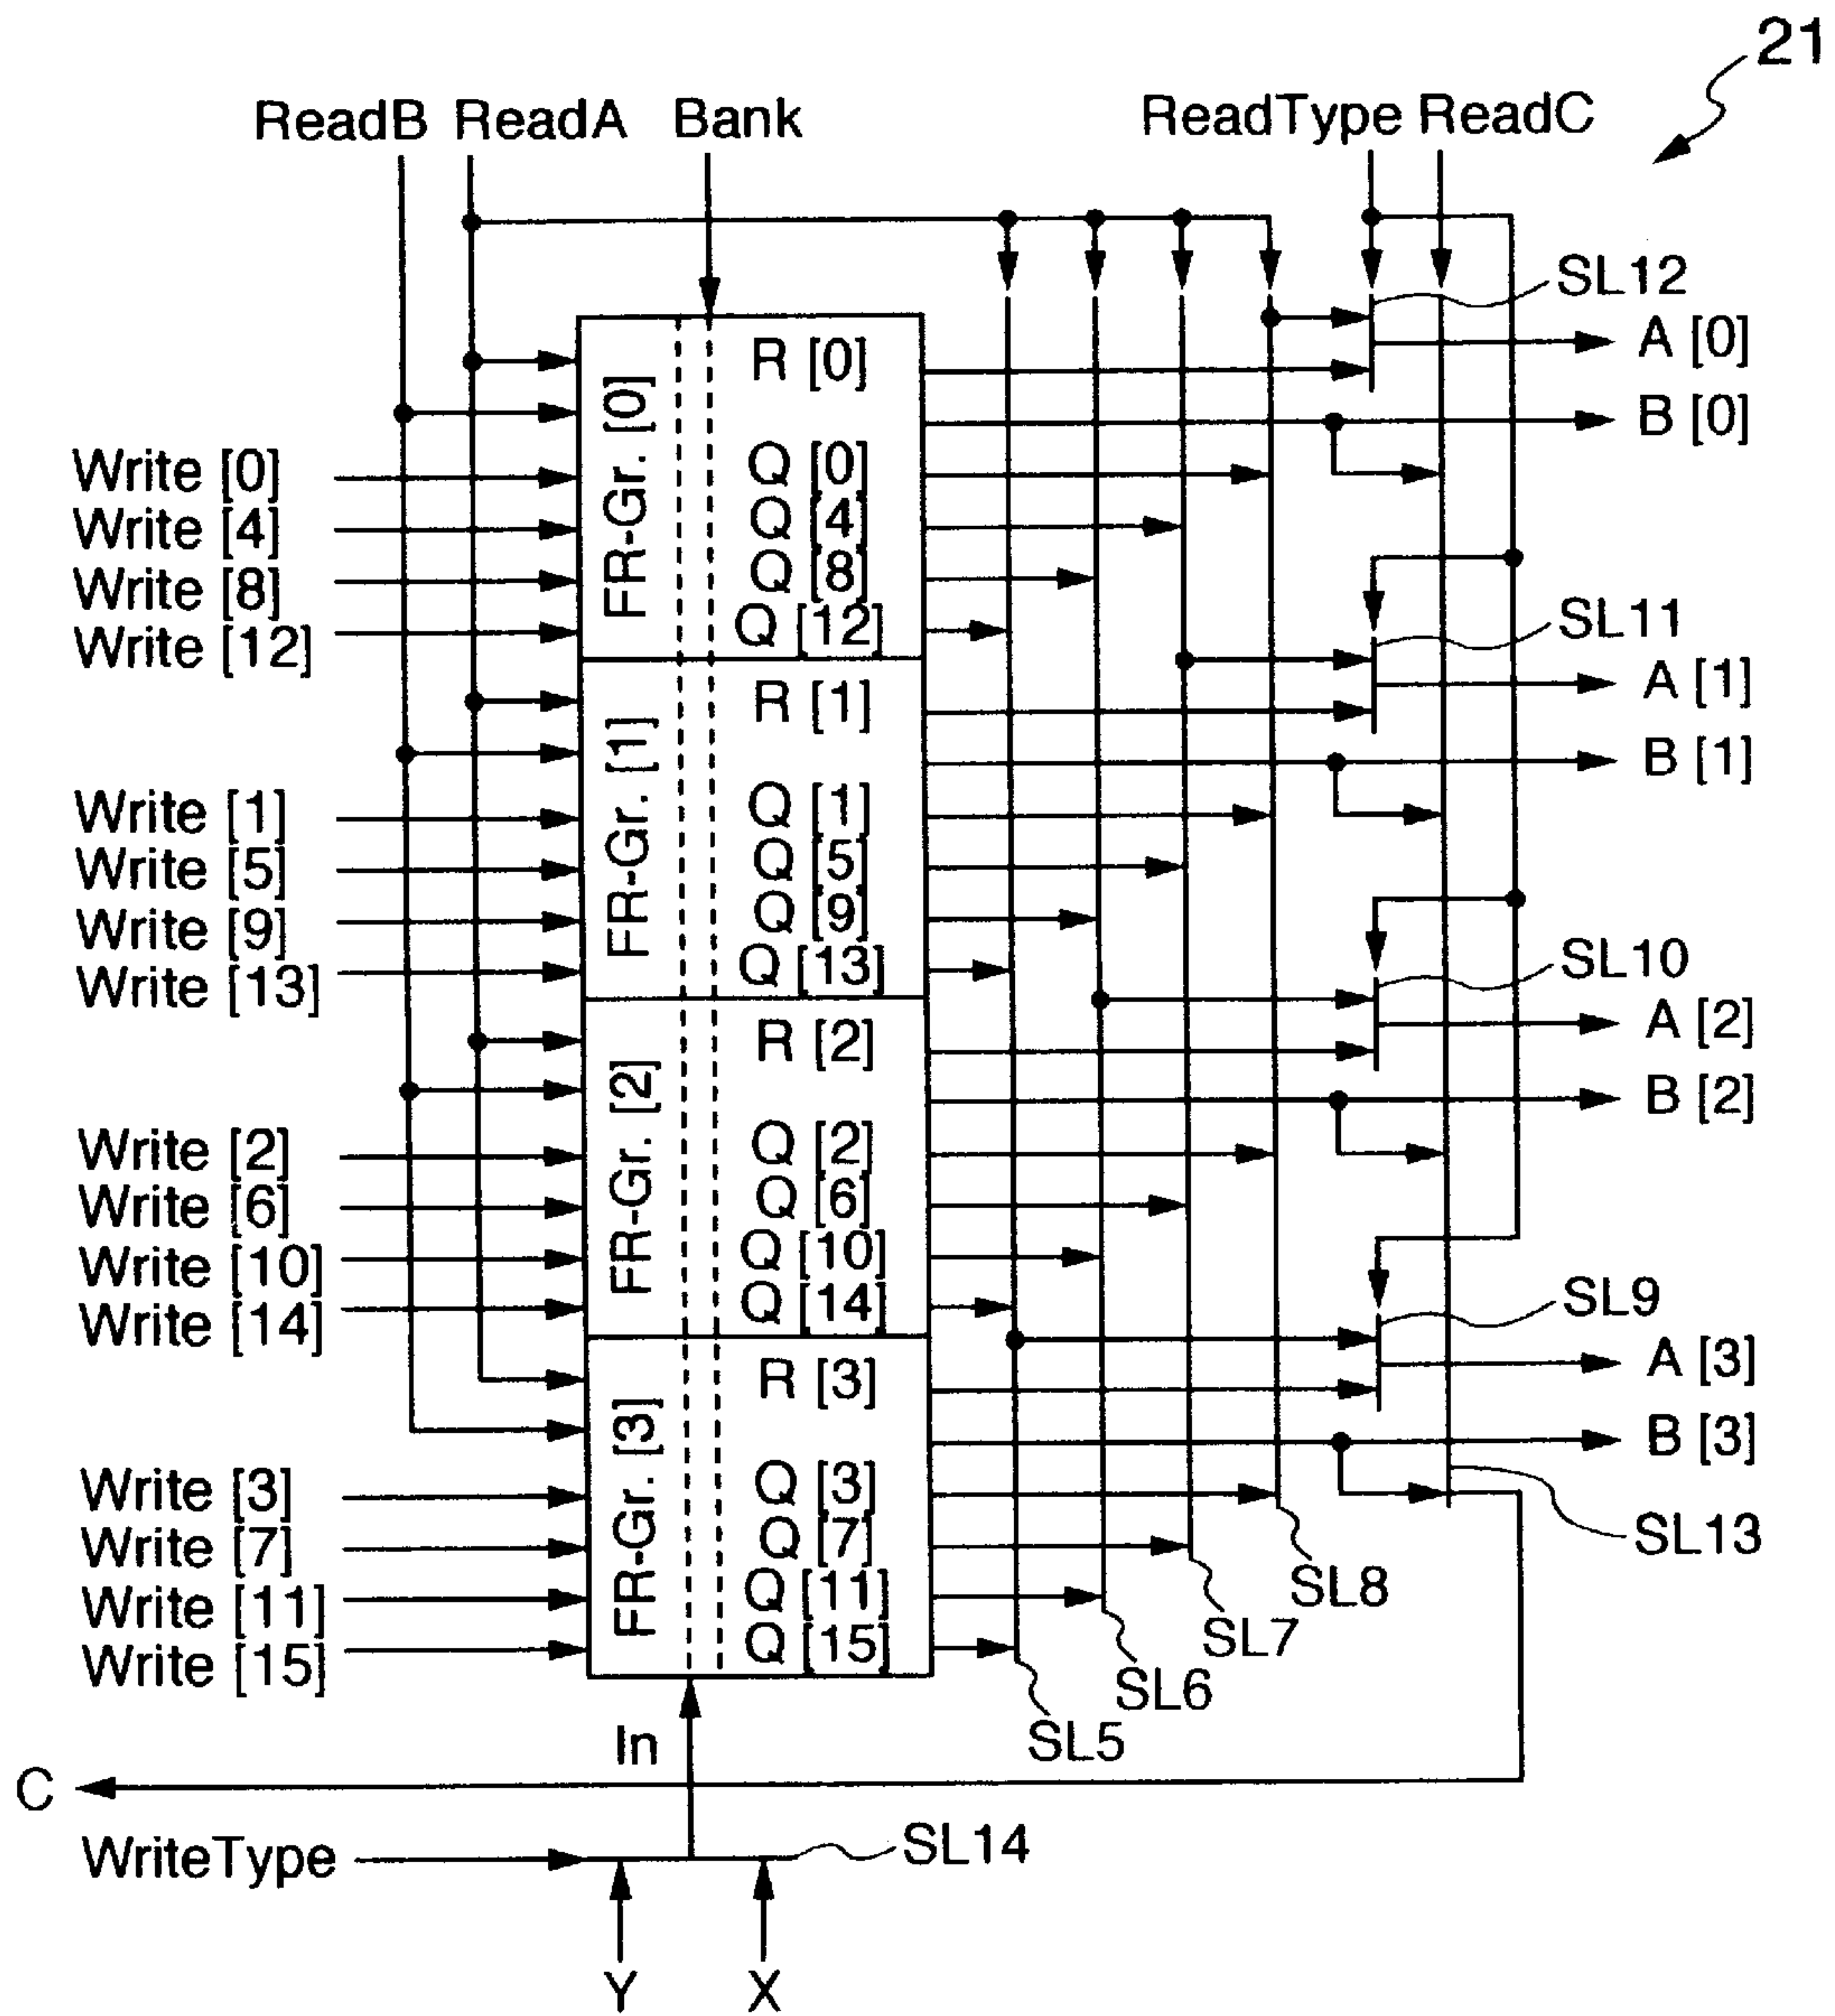 21
ReadB ReadA Bank ReadType ReadC
SL12
A [0]
R [0]
B [0]
FR-Gr. [0]
Write [0]
Q [0]
Write [4]
Q [4]
Write [8]
Q [8]
Write [12]
Q [12]
SL11
A [1]
R [1]
B [1]
FR-Gr. [1]
Write [1]
Q [1]
Write [5]
Q [5]
Write [9]
Q [9]
Write [13]
Q [13]
SL10
A [2]
R [2]
B [2]
FR-Gr. [2]
Write [2]
Q [2]
Write [6]
Q [6]
Write [10]
Q [10]
Write [14]
Q [14]
SL9
A [3]
R [3]
B [3]
FR-Gr. [3]
Write [3]
Q [3]
Write [7]
Q [7]
Write [11]
Q [11]
Write [15]
Q [15]
SL13
SL8
SL7
SL6
SL5
In
C
WriteType
SL14
Y X